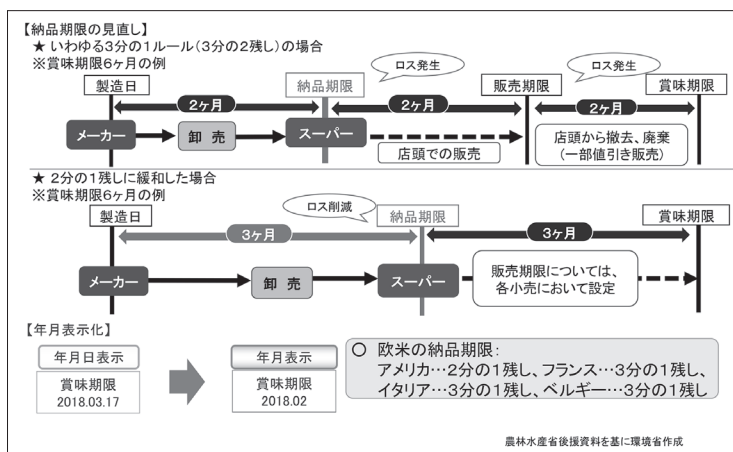 【納品期限の見直し】
★ いわゆる3分の1ルール(3分の2残し)の場合
※賞味期限6ヶ月の例
ロス発生
ロス発生
製造日
納品期限
販売期限
賞味期限
2ヶ月
2ヶ月
2ヶ月
メーカー
卸 売
スーパー
店頭での販売
店頭から撤去、廃棄
(一部値引き販売)
★ 2分の1残しに緩和した場合
※賞味期限6ヶ月の例
製造日
ロス削減
納品期限
賞味期限
3ヶ月
3ヶ月
メーカー
卸 売
スーパー
販売期限については、
各小売において設定
【年月表示化】
年月日表示
賞味期限
2018.03.17
年月表示
賞味期限
2018.02
○ 欧米の納品期限:
アメリカ…2分の1残し、フランス…3分の1残し、
イタリア…3分の1残し、ベルギー…3分の1残し
農林水産省後援資料を基に環境省作成